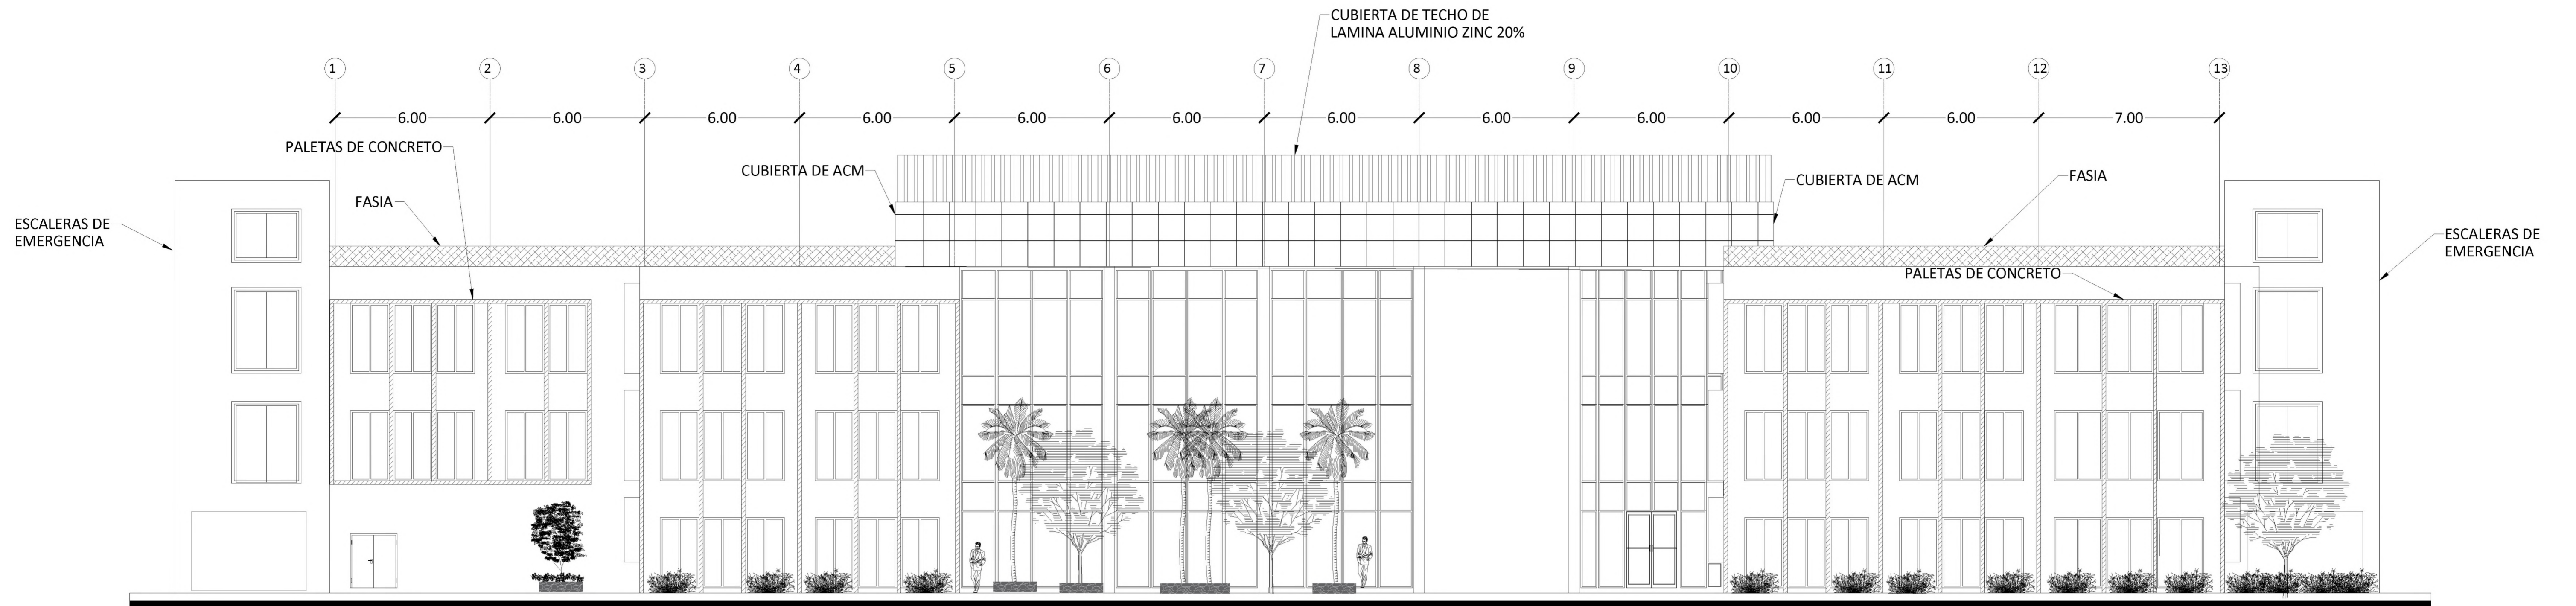 CUBIERTA DE TECHO DE
LAMINA ALUMINIO ZINC 20%
1 2 3 4 5 6 7 8 9 10 11 12 13
6.00 6.00 6.00 6.00 6.00 6.00 6.00 6.00 6.00 6.00 6.00 7.00
PALETAS DE CONCRETO
CUBIERTA DE ACM
CUBIERTA DE ACM
FASIA
FASIA
ESCALERAS DE
EMERGENCIA
ESCALERAS DE
EMERGENCIA
PALETAS DE CONCRETO